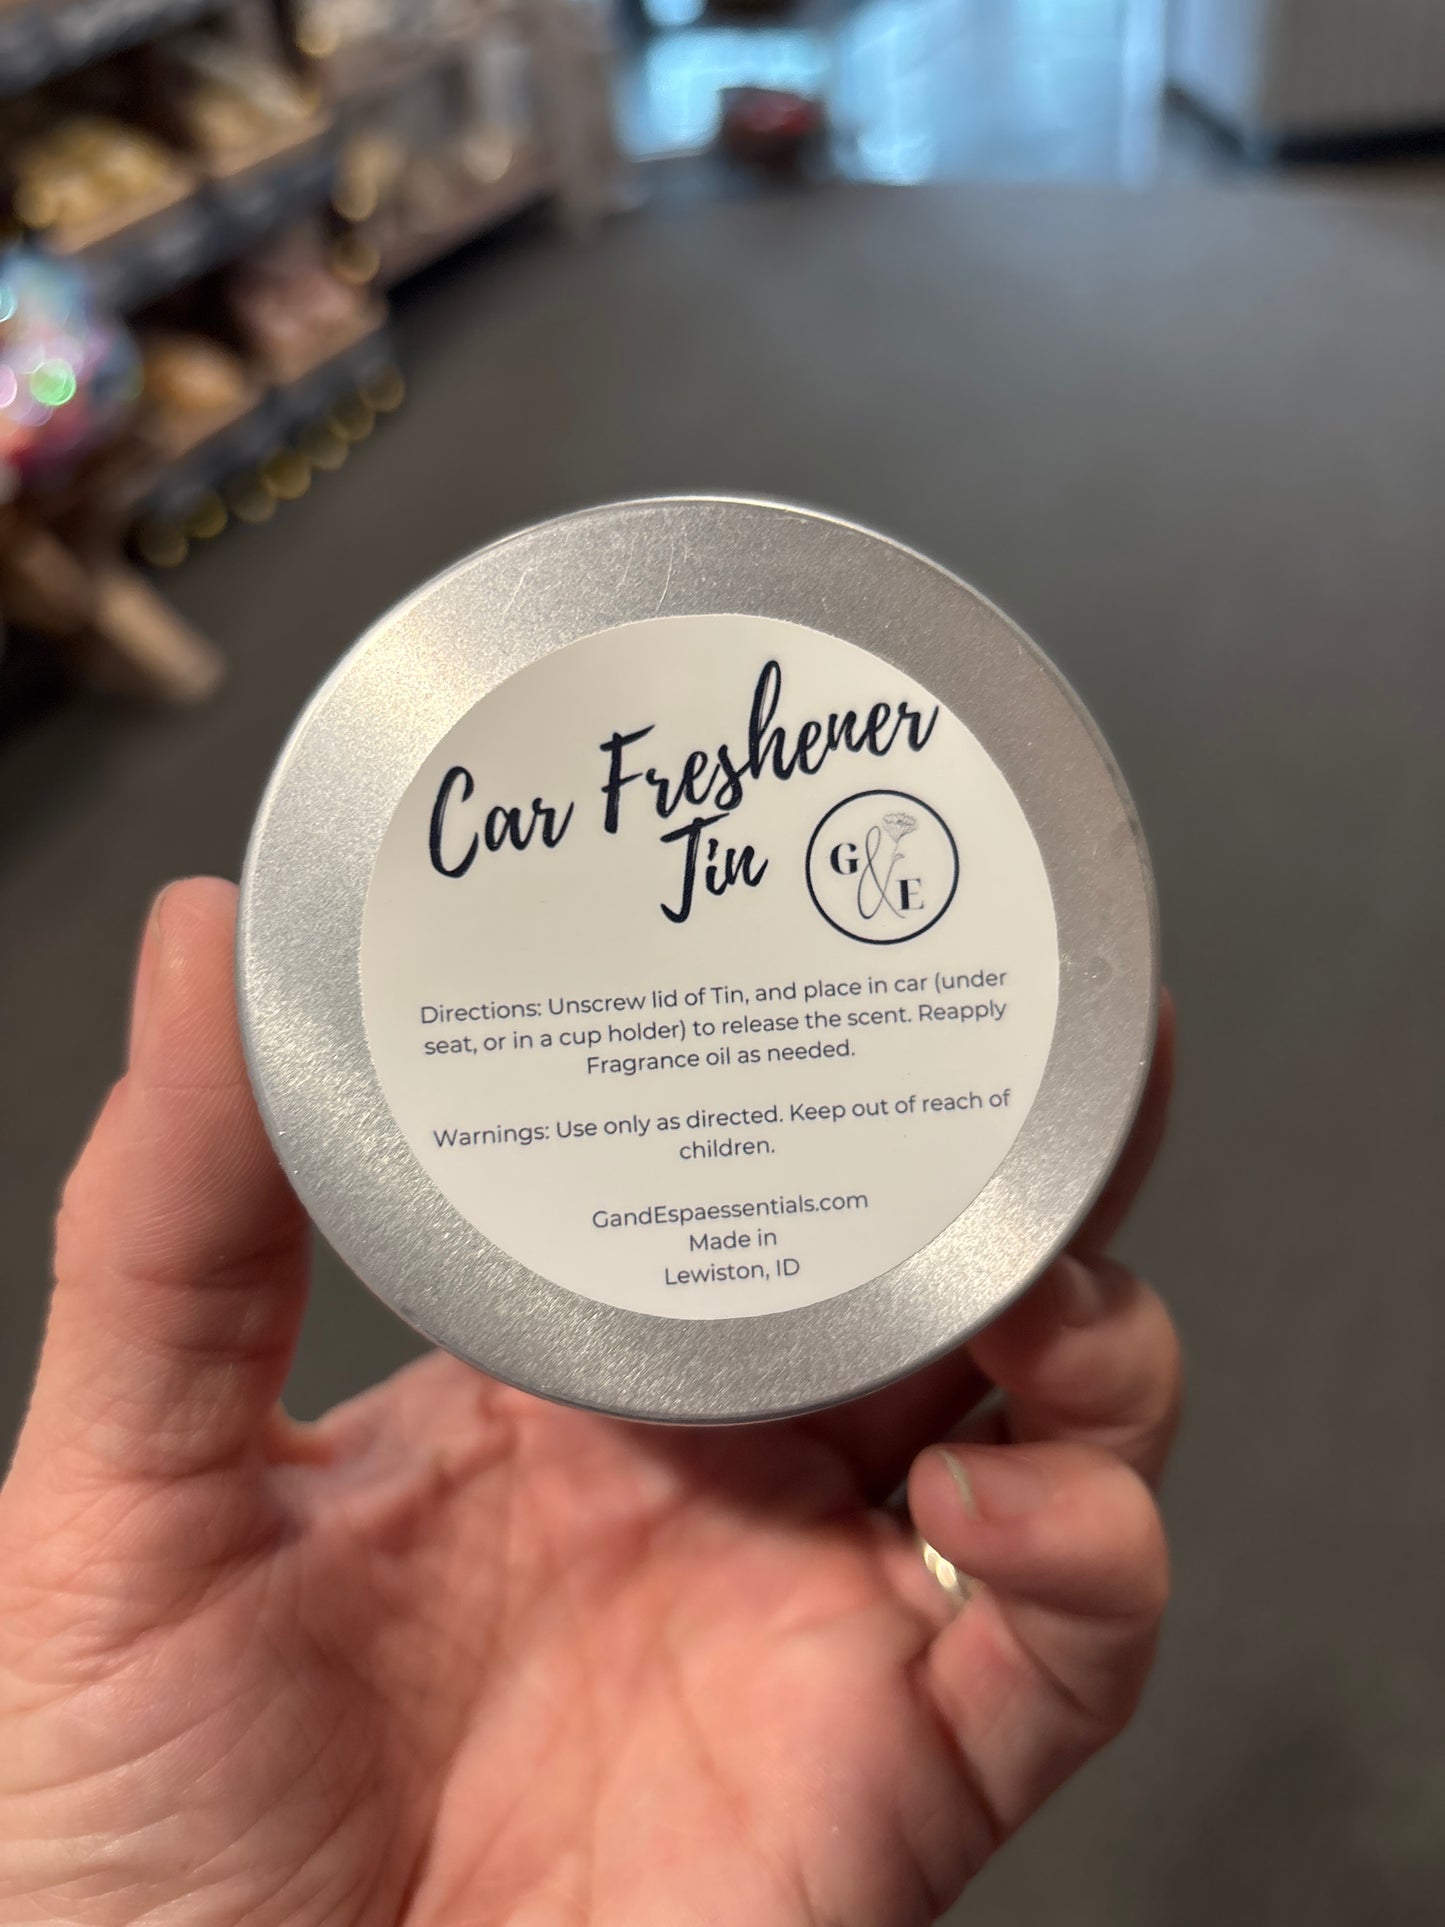 Car Freshener
Tin
G&E
Directions: Unscrew lid of Tin, and place in car (under
seat, or in a cup holder) to release the scent. Reapply
Fragrance oil as needed.
Warnings: Use only as directed. Keep out of reach of
children.
GandEspaessentials.com
Made in
Lewiston, ID